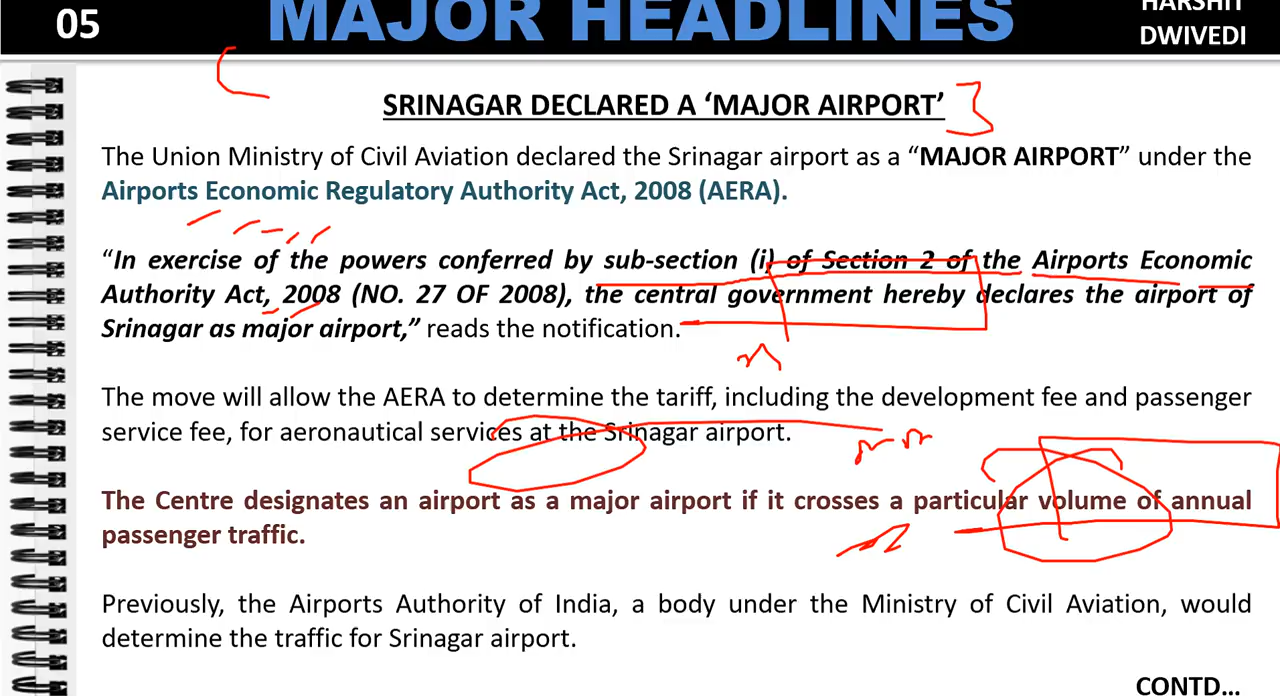 05
MAJOR HEADLINES
HARSHIT
DWIVEDI
SRINAGAR DECLARED A ‘MAJOR AIRPORT’
The Union Ministry of Civil Aviation declared the Srinagar airport as a “MAJOR AIRPORT” under the
Airports Economic Regulatory Authority Act, 2008 (AERA).
“In exercise of the powers conferred by sub-section (i) of Section 2 of the Airports Economic
Authority Act, 2008 (NO. 27 OF 2008), the central government hereby declares the airport of
Srinagar as major airport,” reads the notification.
The move will allow the AERA to determine the tariff, including the development fee and passenger
service fee, for aeronautical services at the Srinagar airport.
The Centre designates an airport as a major airport if it crosses a particular volume of annual
passenger traffic.
Previously, the Airports Authority of India, a body under the Ministry of Civil Aviation, would
determine the traffic for Srinagar airport.
CONTD...